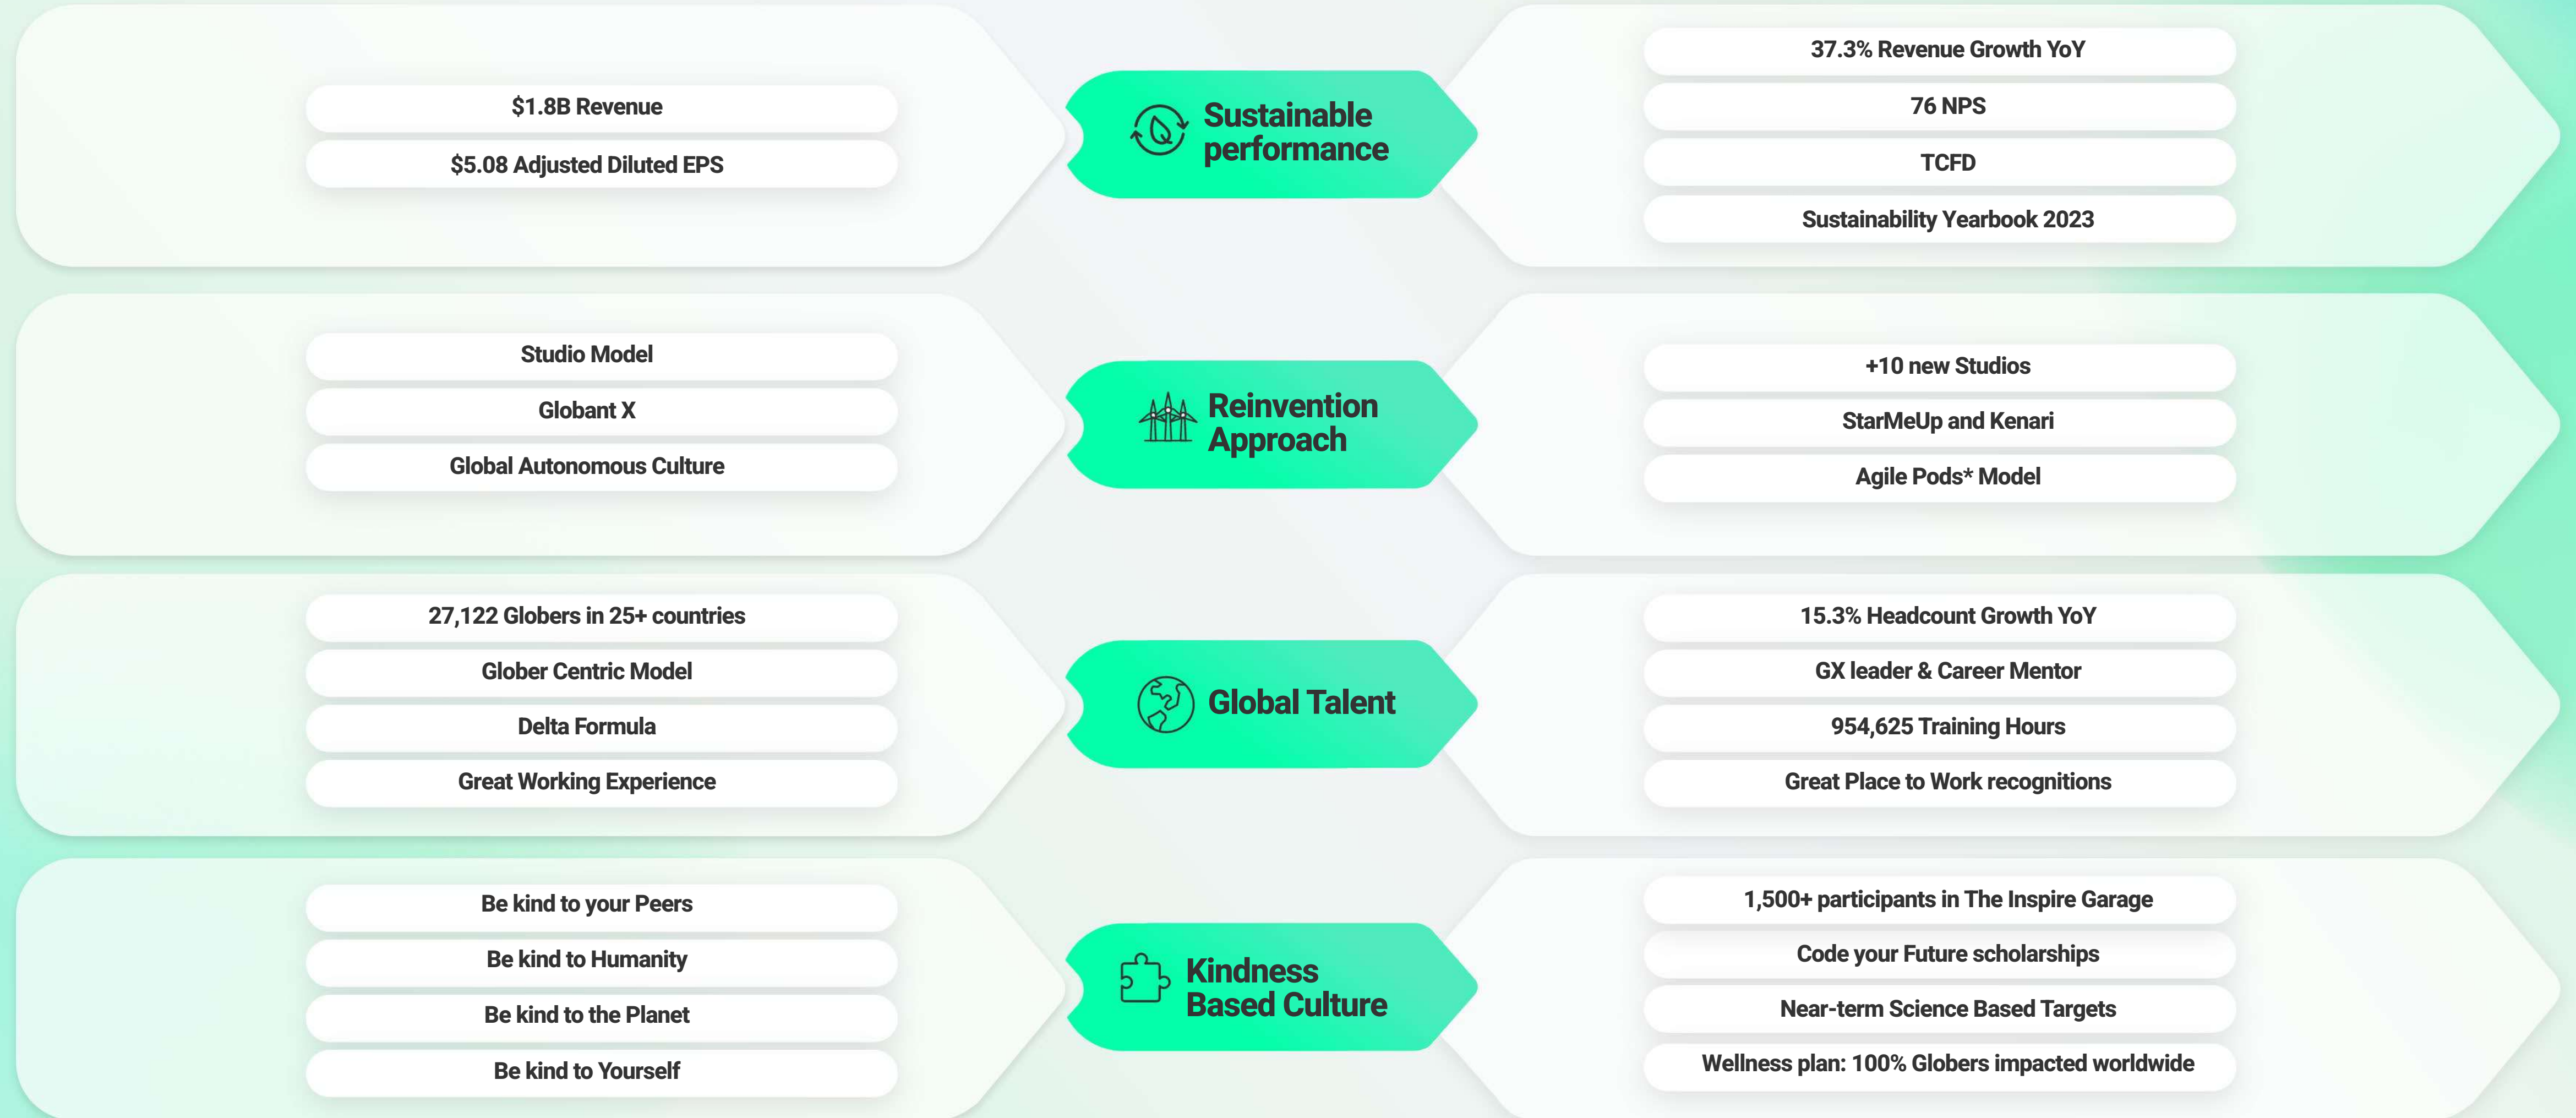 $1.8B Revenue
$5.08 Adjusted Diluted EPS
Sustainable
performance
37.3% Revenue Growth YoY
76 NPS
TCFD
Sustainability Yearbook 2023
Studio Model
Globant X
Global Autonomous Culture
Reinvention
Approach
+10 new Studios
StarMeUp and Kenari
Agile Pods* Model
27,122 Globers in 25+ countries
Glober Centric Model
Delta Formula
Great Working Experience
Global Talent
15.3% Headcount Growth YoY
GX leader & Career Mentor
954,625 Training Hours
Great Place to Work recognitions
Be kind to your Peers
Be kind to Humanity
Be kind to the Planet
Be kind to Yourself
Kindness
Based Culture
1,500+ participants in The Inspire Garage
Code your Future scholarships
Near-term Science Based Targets
Wellness plan: 100% Globers impacted worldwide